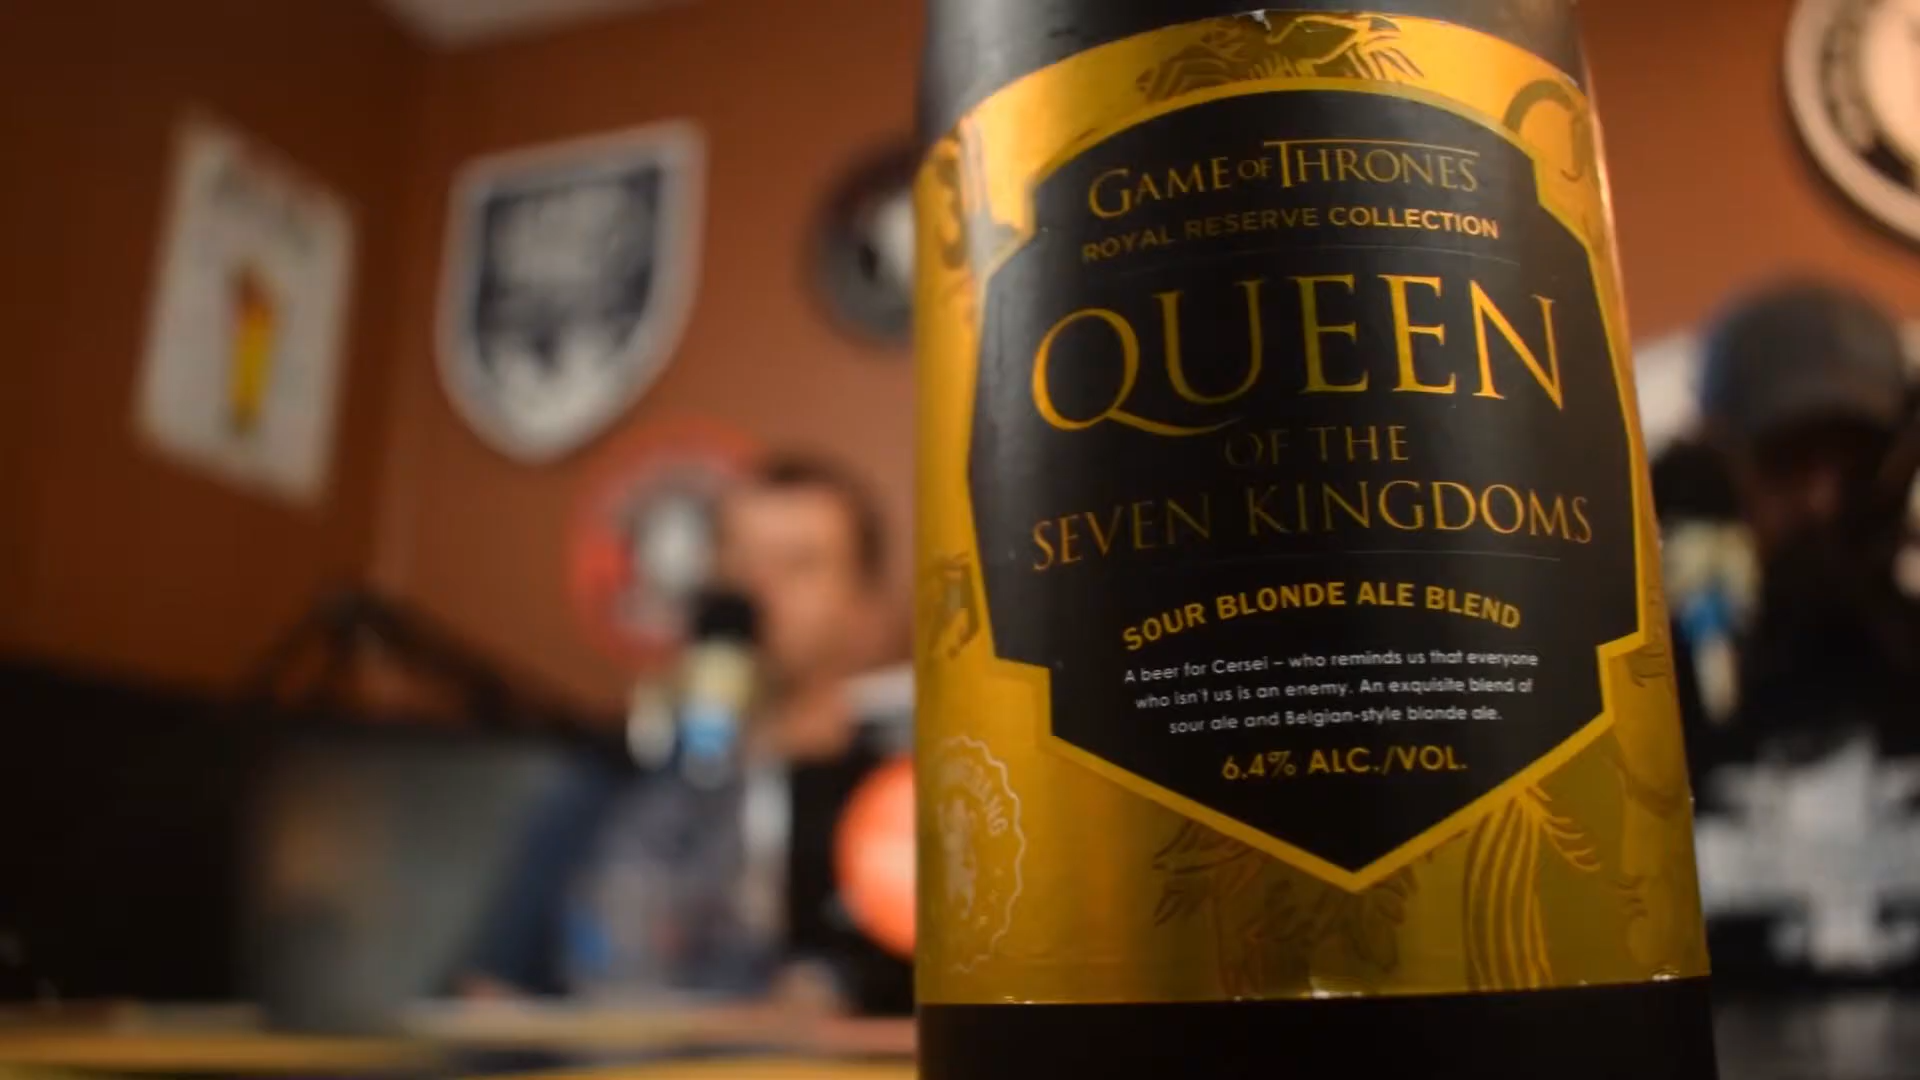 GAME OF THRONES
ROYAL RESERVE COLLECTION
QUEEN
OF THE
SEVEN KINGDOMS
SOUR BLONDE ALE BLEND
A beer for Cersei – who reminds us that everyone
who isn't us is an enemy. An exquisite blend of
sour ale and Belgian-style blonde ale.
6.4% ALC./VOL.